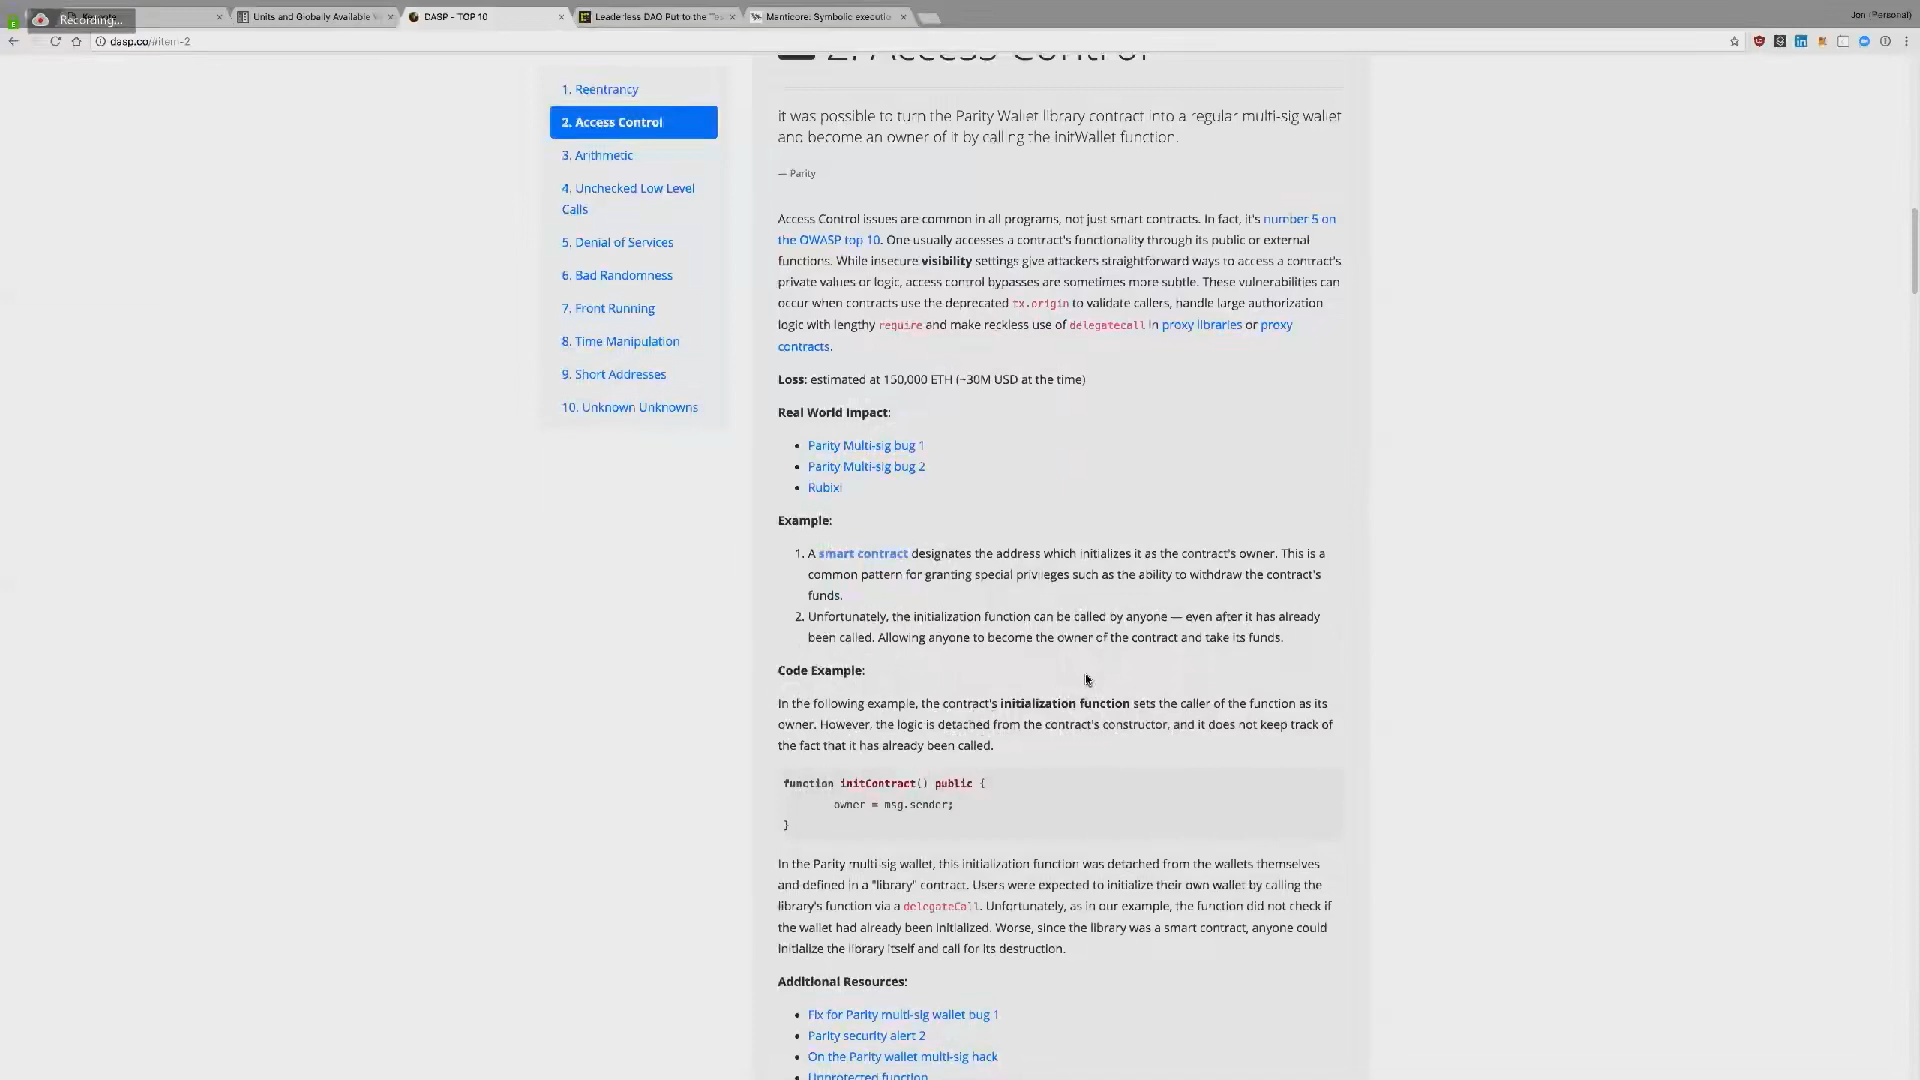 Recording...
Units and Globally Available V
DASP - TOP 10
Leaderless DAO Put to the Tes
Manticore: Symbolic executio
Jon (Personal)
dasp.co/#item-2
2. Access Control
1. Reentrancy
2. Access Control
3. Arithmetic
4. Unchecked Low Level
Calls
5. Denial of Services
6. Bad Randomness
7. Front Running
8. Time Manipulation
9. Short Addresses
10. Unknown Unknowns
it was possible to turn the Parity Wallet library contract into a regular multi-sig wallet
and become an owner of it by calling the initWallet function.
— Parity
Access Control issues are common in all programs, not just smart contracts. In fact, it's number 5 on
the OWASP top 10. One usually accesses a contract's functionality through its public or external
functions. While insecure visibility settings give attackers straightforward ways to access a contract's
private values or logic, access control bypasses are sometimes more subtle. These vulnerabilities can
occur when contracts use the deprecated tx.origin to validate callers, handle large authorization
logic with lengthy require and make reckless use of delegatecall in proxy libraries or proxy
contracts.
Loss: estimated at 150,000 ETH (~30M USD at the time)
Real World Impact:
• Parity Multi-sig bug 1
• Parity Multi-sig bug 2
• Rubixi
Example:
1. A smart contract designates the address which initializes it as the contract's owner. This is a
common pattern for granting special privileges such as the ability to withdraw the contract's
funds.
2. Unfortunately, the initialization function can be called by anyone — even after it has already
been called. Allowing anyone to become the owner of the contract and take its funds.
Code Example:
In the following example, the contract's initialization function sets the caller of the function as its
owner. However, the logic is detached from the contract's constructor, and it does not keep track of
the fact that it has already been called.
function initContract() public {
owner = msg.sender;
}
In the Parity multi-sig wallet, this initialization function was detached from the wallets themselves
and defined in a "library" contract. Users were expected to initialize their own wallet by calling the
library's function via a delegateCall. Unfortunately, as in our example, the function did not check if
the wallet had already been initialized. Worse, since the library was a smart contract, anyone could
initialize the library itself and call for its destruction.
Additional Resources:
• Fix for Parity multi-sig wallet bug 1
• Parity security alert 2
• On the Parity wallet multi-sig hack
Unprotected function